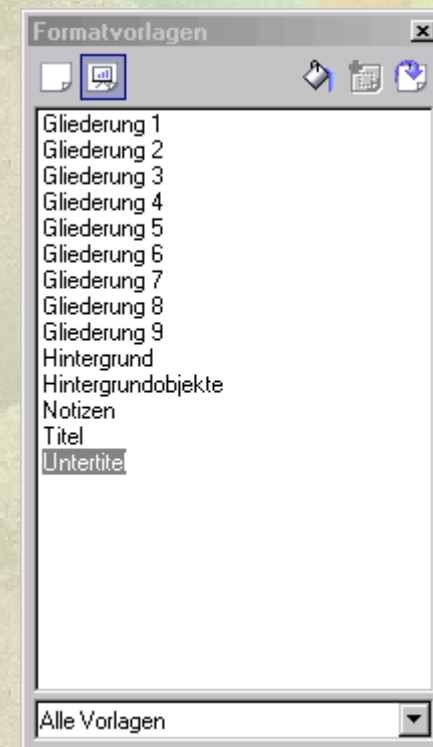 Formatvorlagen
Gliederung 1
Gliederung 2
Gliederung 3
Gliederung 4
Gliederung 5
Gliederung 6
Gliederung 7
Gliederung 8
Gliederung 9
Hintergrund
Hintergrundobjekte
Notizen
Titel
Untertitel
Alle Vorlagen